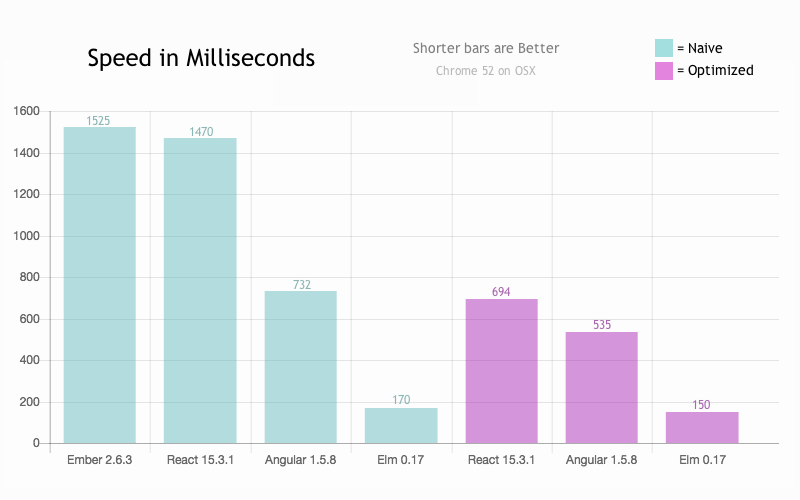 Speed in Milliseconds
Shorter bars are Better
Chrome 52 on OSX
= Naive
= Optimized
1600
1400
1200
1000
800
600
400
200
0
1525
1470
732
170
694
535
150
Ember 2.6.3
React 15.3.1
Angular 1.5.8
Elm 0.17
React 15.3.1
Angular 1.5.8
Elm 0.17